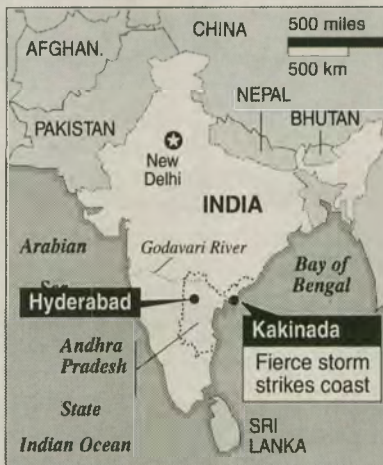 CHINA
500 miles
500 km
AFGHAN.
NEPAL
BHUTAN
PAKISTAN
New
Delhi
INDIA
Arabian
Godavari River
Bay of
Bengal
Hyderabad
Kakinada
Fierce storm
strikes coast
Andhra
Pradesh
State
SRI
LANKA
Indian Ocean